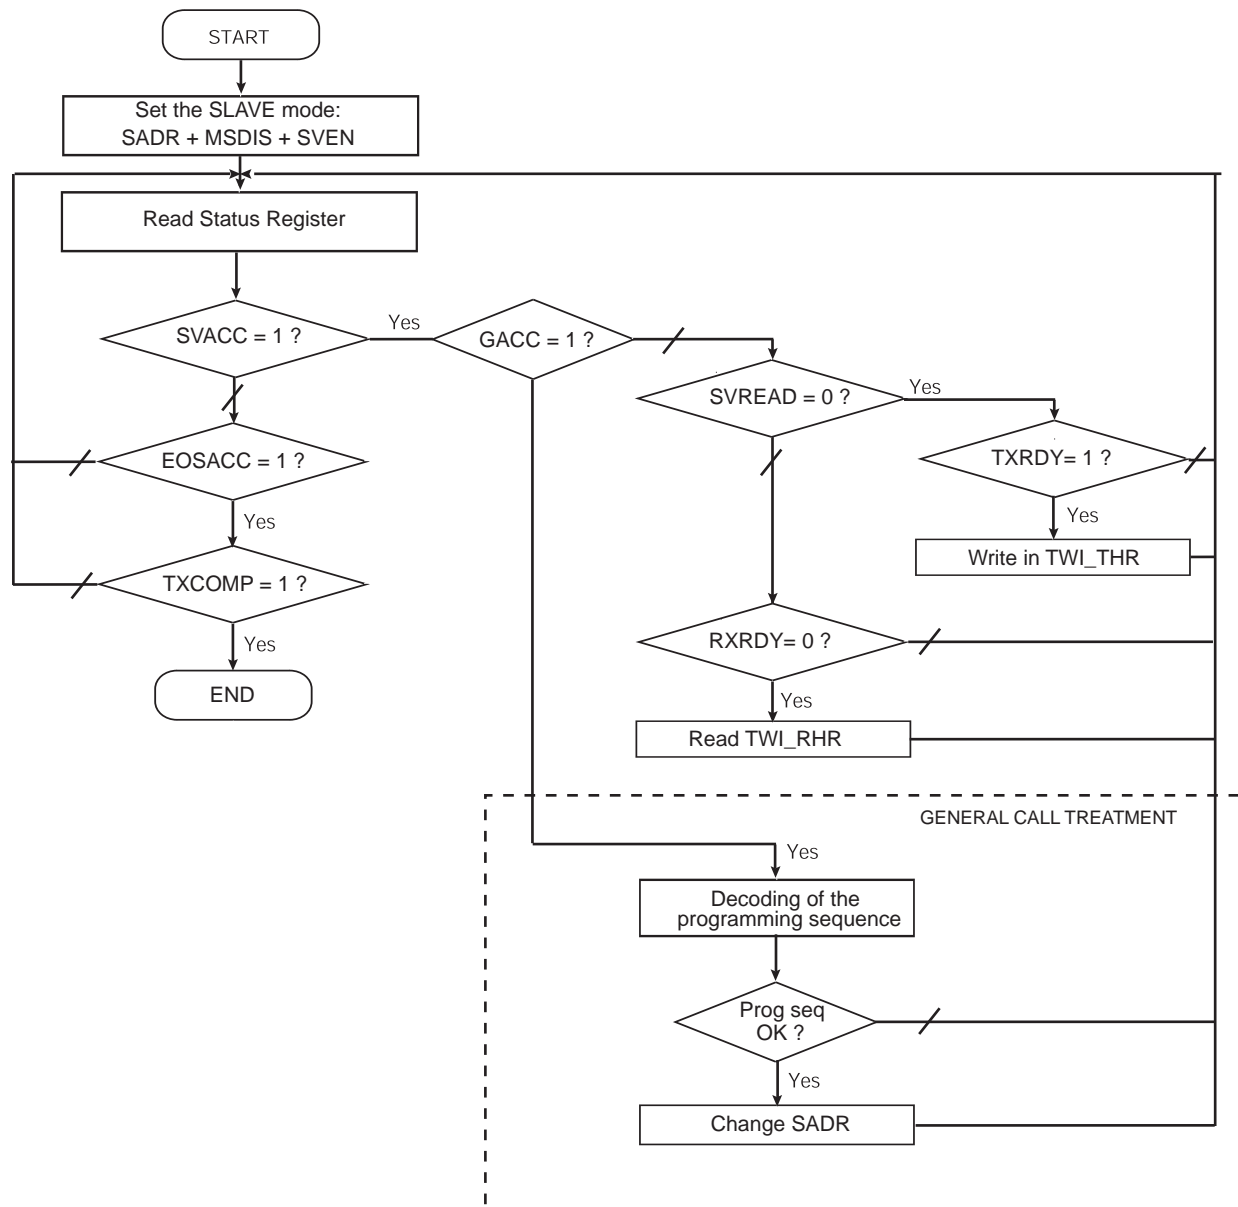 START
Set the SLAVE mode:
SADR + MSDIS + SVEN
Read Status Register
SVACC = 1 ?
Yes
GACC = 1 ?
SVREAD = 0 ?
Yes
EOSACC = 1 ?
TXRDY= 1 ?
Yes
Yes
Write in TWI_THR
TXCOMP = 1 ?
Yes
RXRDY= 0 ?
END
Yes
Read TWI_RHR
GENERAL CALL TREATMENT
Yes
Decoding of the
programming sequence
Prog seq
OK ?
Yes
Change SADR